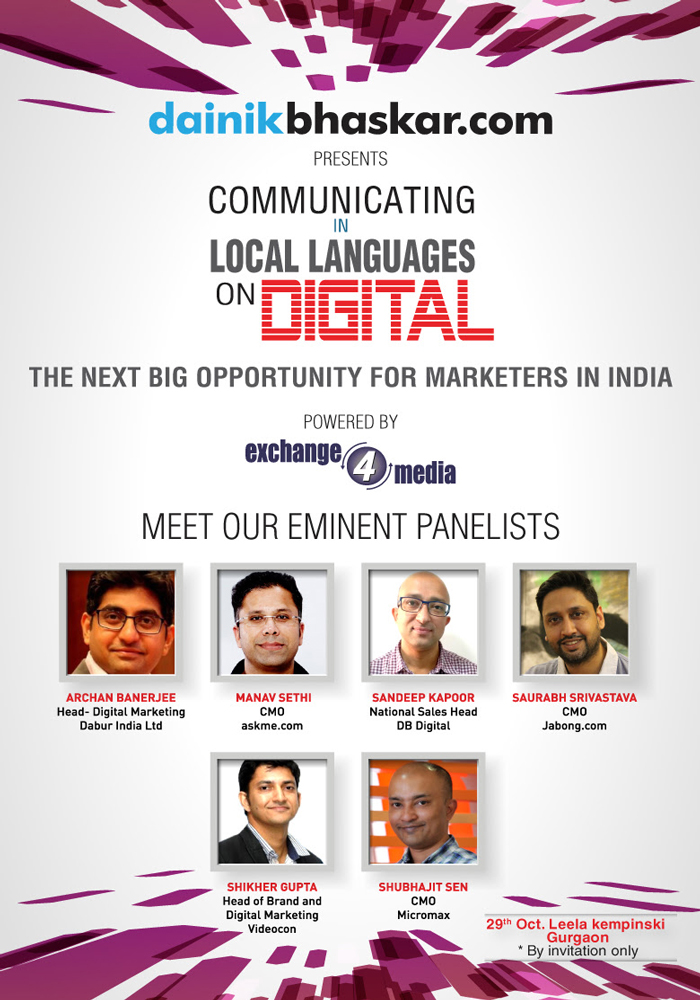 dainikbhaskar.com
PRESENTS
COMMUNICATING
IN
LOCAL LANGUAGES
ON DIGITAL
THE NEXT BIG OPPORTUNITY FOR MARKETERS IN INDIA
POWERED BY
exchange 4 media
MEET OUR EMINENT PANELISTS
ARCHAN BANERJEE
Head- Digital Marketing
Dabur India Ltd
MANAV SETHI
CMO
askme.com
SANDEEP KAPOOR
National Sales Head
DB Digital
SAURABH SRIVASTAVA
CMO
Jabong.com
SHIKHER GUPTA
Head of Brand and
Digital Marketing
Videocon
SHUBHAJIT SEN
CMO
Micromax
29th Oct. Leela kempinski
Gurgaon
* By invitation only